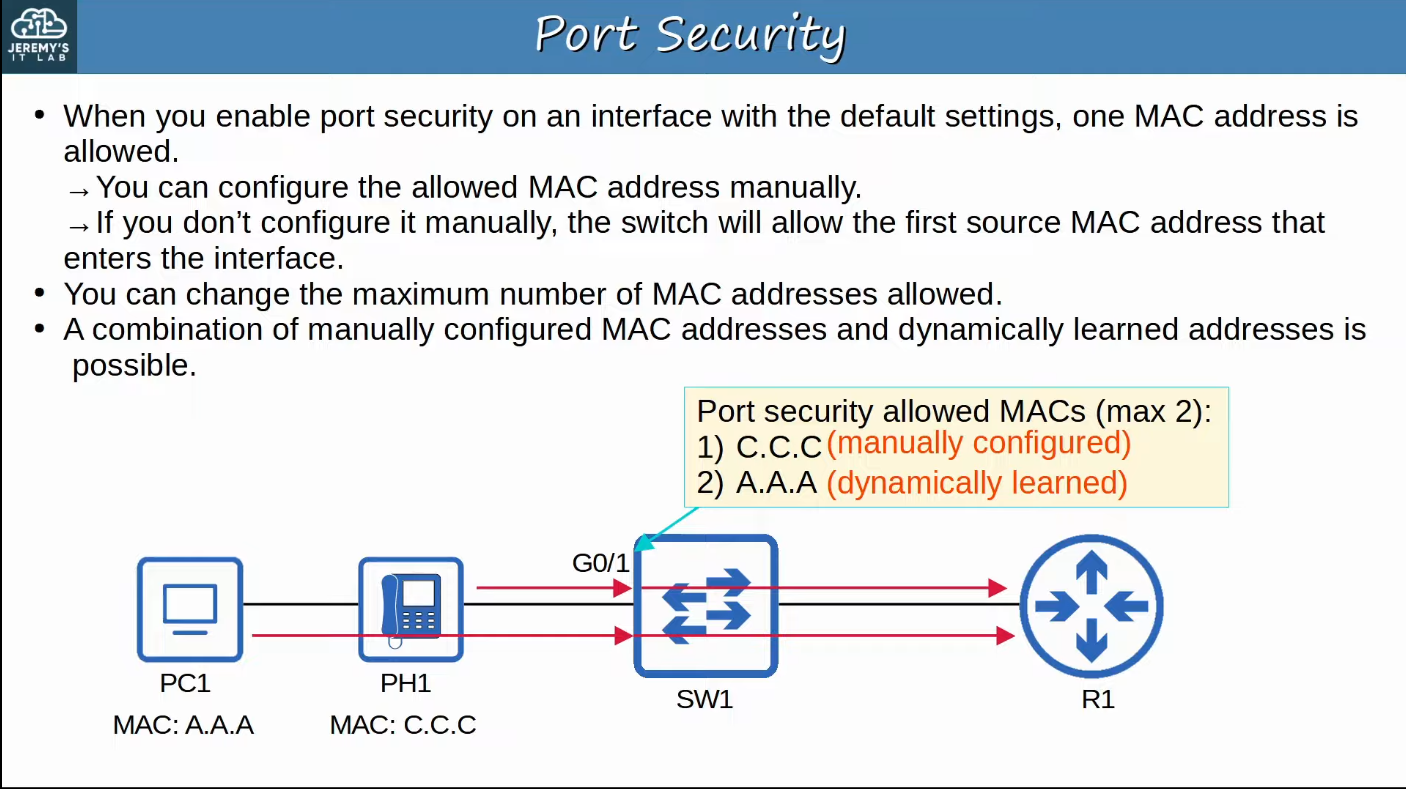 JEREMY'S
IT LAB
Port Security
• When you enable port security on an interface with the default settings, one MAC address is
allowed.
→You can configure the allowed MAC address manually.
→If you don’t configure it manually, the switch will allow the first source MAC address that
enters the interface.
• You can change the maximum number of MAC addresses allowed.
• A combination of manually configured MAC addresses and dynamically learned addresses is
possible.
Port security allowed MACs (max 2):
1) C.C.C (manually configured)
2) A.A.A (dynamically learned)
G0/1
PC1
PH1
SW1
R1
MAC: A.A.A
MAC: C.C.C